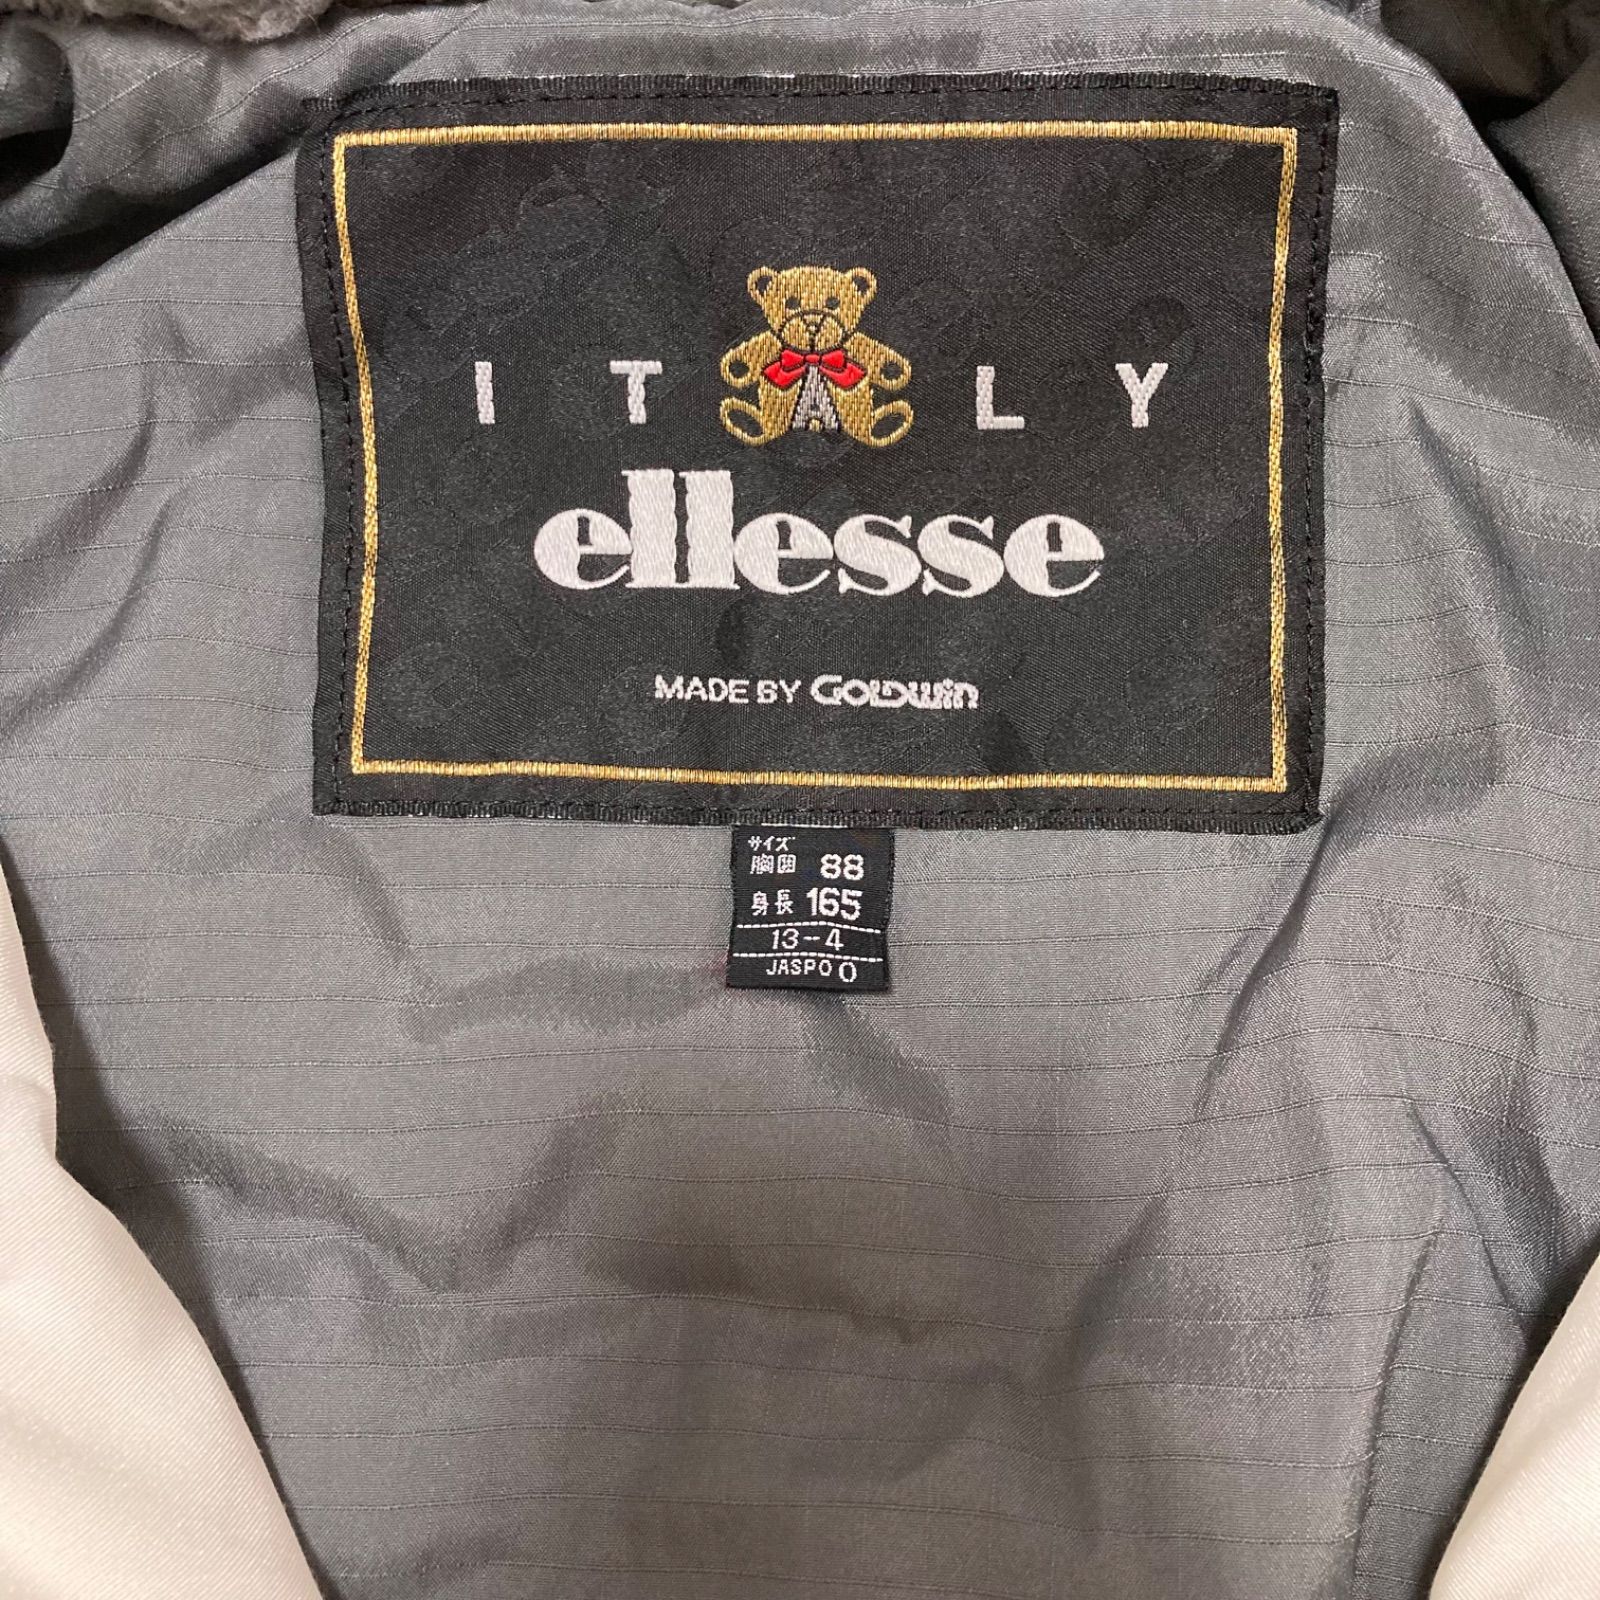 ITALY
ellesse
MADE BY GOLDWIN
サイズ
胸囲 88
身長 165
13-4
JASPO O